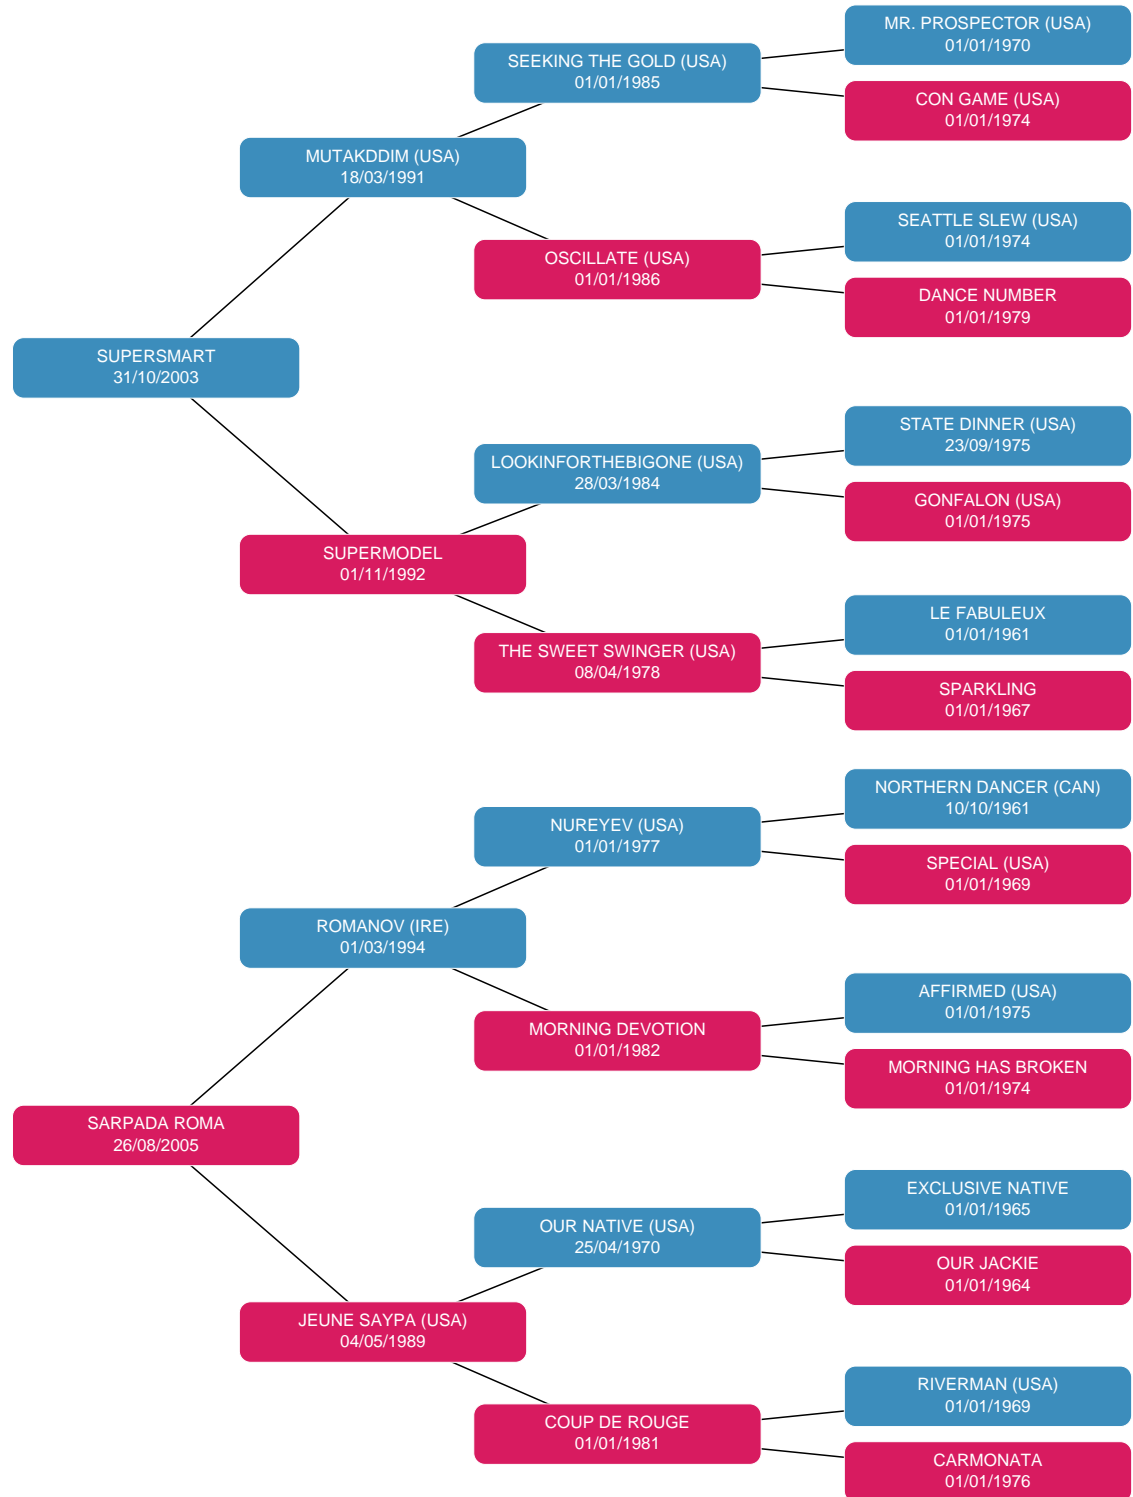 MR. PROSPECTOR (USA)
01/01/1970
SEEKING THE GOLD (USA)
01/01/1985
CON GAME (USA)
01/01/1974
MUTAKDDIM (USA)
18/03/1991
SEATTLE SLEW (USA)
01/01/1974
OSCILLATE (USA)
01/01/1986
DANCE NUMBER
01/01/1979
SUPERSMART
31/10/2003
STATE DINNER (USA)
23/09/1975
LOOKINFORTHEBIGONE (USA)
28/03/1984
GONFALON (USA)
01/01/1975
SUPERMODEL
01/11/1992
LE FABULEUX
01/01/1961
THE SWEET SWINGER (USA)
08/04/1978
SPARKLING
01/01/1967
NORTHERN DANCER (CAN)
10/10/1961
NUREYEV (USA)
01/01/1977
SPECIAL (USA)
01/01/1969
ROMANOV (IRE)
01/03/1994
AFFIRMED (USA)
01/01/1975
MORNING DEVOTION
01/01/1982
MORNING HAS BROKEN
01/01/1974
SARPADA ROMA
26/08/2005
EXCLUSIVE NATIVE
01/01/1965
OUR NATIVE (USA)
25/04/1970
OUR JACKIE
01/01/1964
JEUNE SAYPA (USA)
04/05/1989
RIVERMAN (USA)
01/01/1969
COUP DE ROUGE
01/01/1981
CARMONATA
01/01/1976